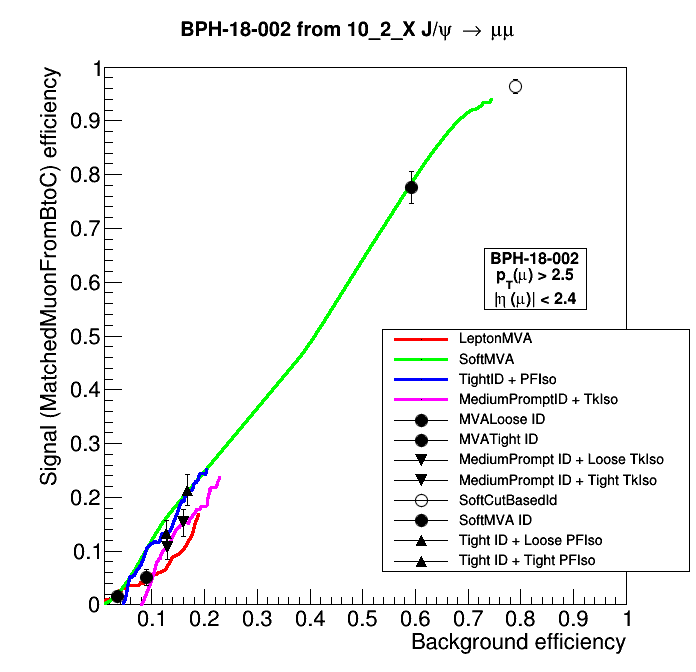 BPH-18-002 from 10_2_X J/ψ → μμ
Signal (MatchedMuonFromBtoC) efficiency
1
0.9
0.8
0.7
0.6
0.5
0.4
0.3
0.2
0.1
0
0.1 0.2 0.3 0.4 0.5 0.6 0.7 0.8 0.9 1
Background efficiency
BPH-18-002
p_T(μ) > 2.5
|η (μ)| < 2.4
LeptonMVA
SoftMVA
TightID + PFIso
MediumPromptID + TkIso
MVALoose ID
MVATight ID
MediumPrompt ID + Loose TkIso
MediumPrompt ID + Tight TkIso
SoftCutBasedId
SoftMVA ID
Tight ID + Loose PFIso
Tight ID + Tight PFIso